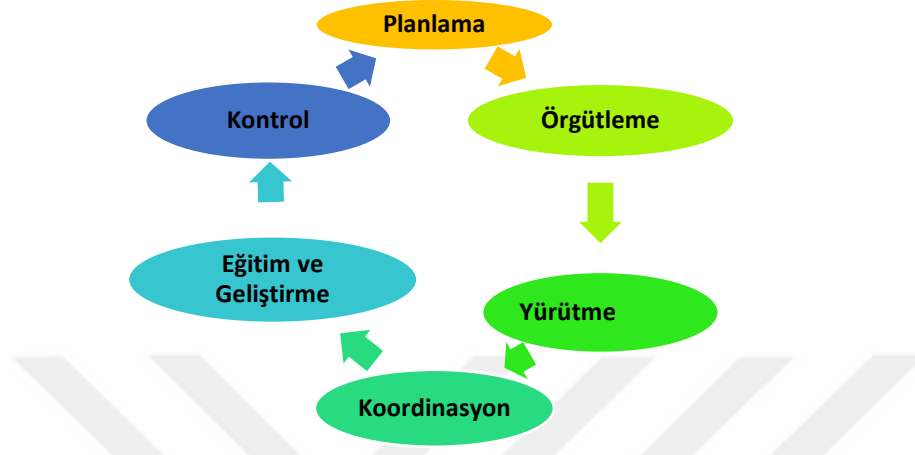 Planlama
Örgütleme
Yürütme
Koordinasyon
Eğitim ve
Geliştirme
Kontrol